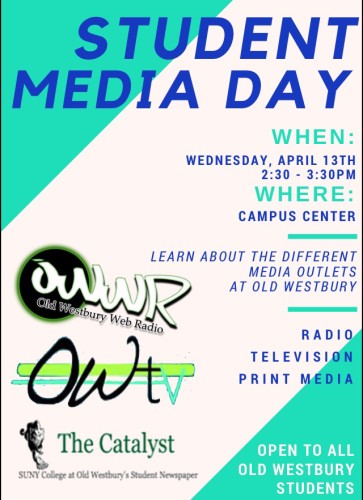 STUDENT
MEDIA DAY
WHEN:
WEDNESDAY, APRIL 13TH
2:30 - 3:30PM
WHERE:
CAMPUS CENTER
LEARN ABOUT THE DIFFERENT
MEDIA OUTLETS
AT OLD WESTBURY
OWWR
Old Westbury Web Radio
OWtv
The Catalyst
SUNY College at Old Westbury's Student Newspaper
RADIO
TELEVISION
PRINT MEDIA
OPEN TO ALL
OLD WESTBURY
STUDENTS